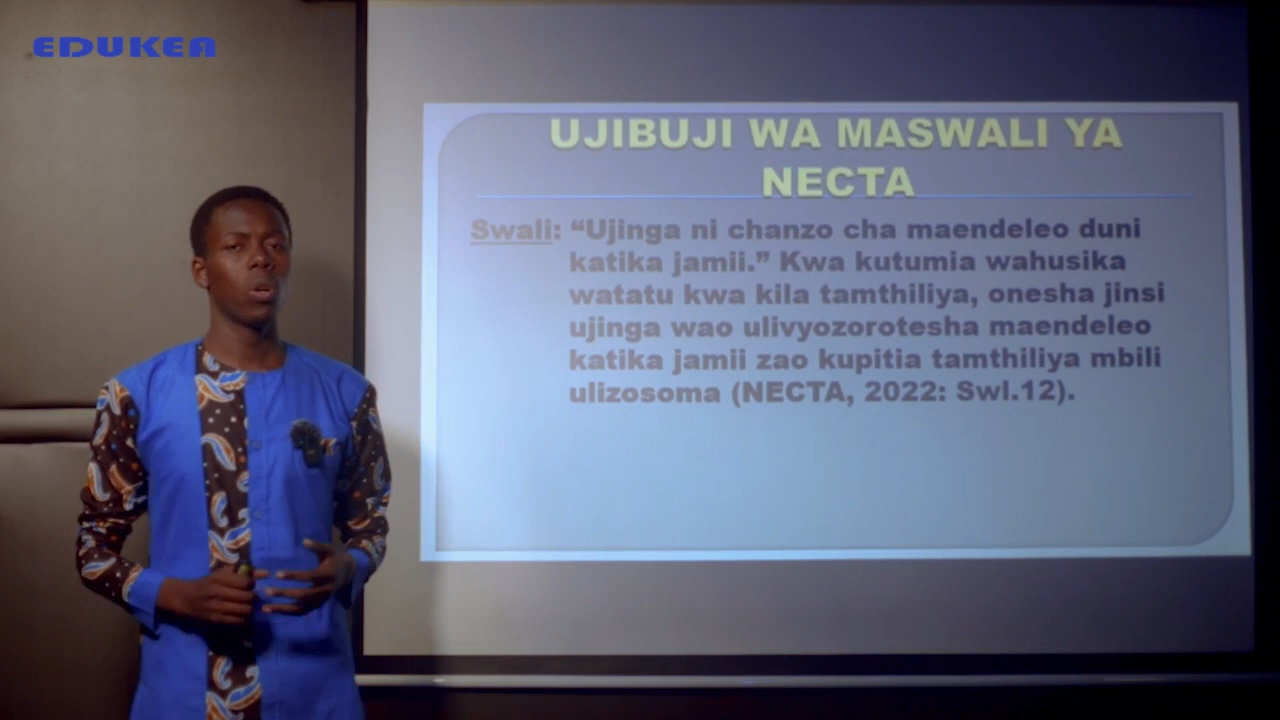 EDUKEA
UJIBUJI WA MASWALI YA
NECTA
Swali: “Ujinga ni chanzo cha maendeleo duni
katika jamii.” Kwa kutumia wahusika
watatu kwa kila tamthiliya, onesha jinsi
ujinga wao ulivyozorotesha maendeleo
katika jamii zao kupitia tamthiliya mbili
ulizosoma (NECTA, 2022: Swl.12).